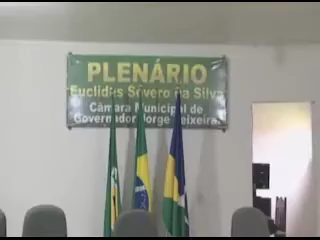 PLENÁRIO
Euclides Severo da Silva
Câmara Municipal de
Governador Jorge Teixeira